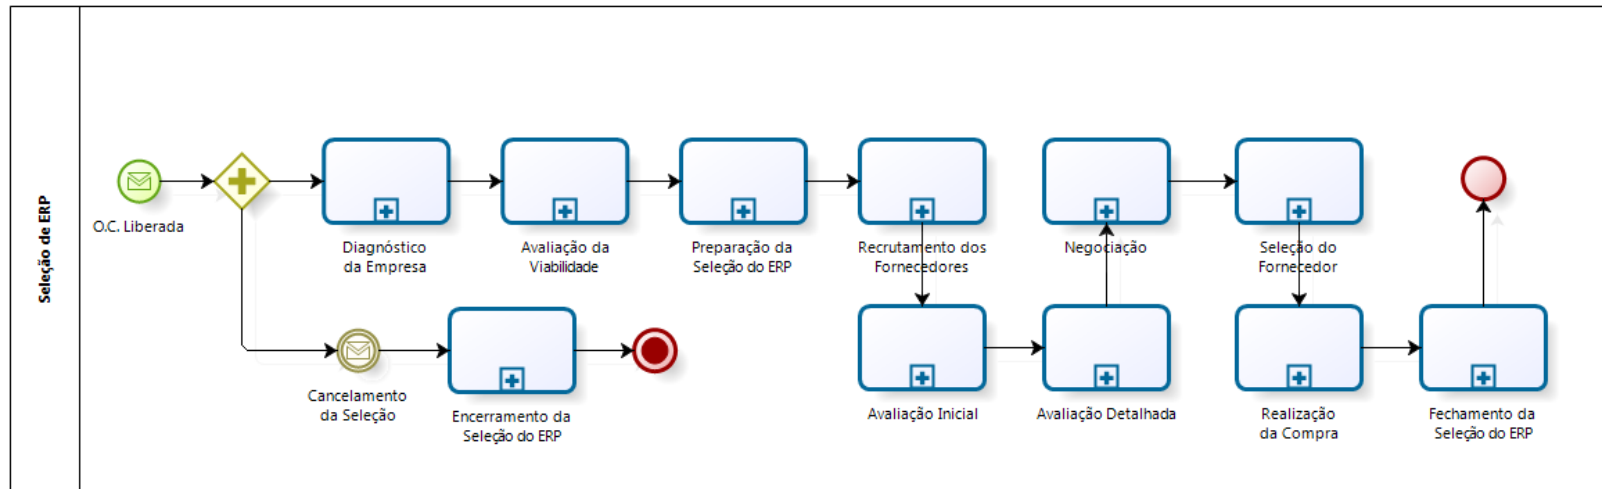 Seleção de ERP
O.C. Liberada
Diagnóstico
da Empresa
Avaliação da
Viabilidade
Preparação da
Seleção do ERP
Recrutamento dos
Fornecedores
Negociação
Seleção do
Fornecedor
Cancelamento
da Seleção
Encerramento da
Seleção do ERP
Avaliação Inicial
Avaliação Detalhada
Realização
da Compra
Fechamento da
Seleção do ERP